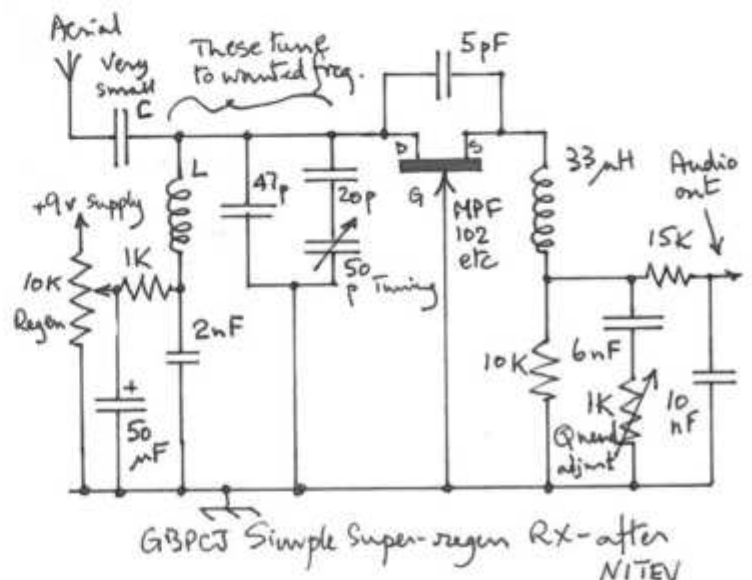 Aerial
Very
small
C
These tune
to wanted freq.
5pF
D
S
G
MPF
102
etc
33μH
Audio
out
15K
L
47p
20p
50
p Tuning
+9v Supply
1K
10K
Regen
2nF
+
50
μF
10K
6nF
1K
Quench
adjust
10
nF
Simple Super-regen RX-after